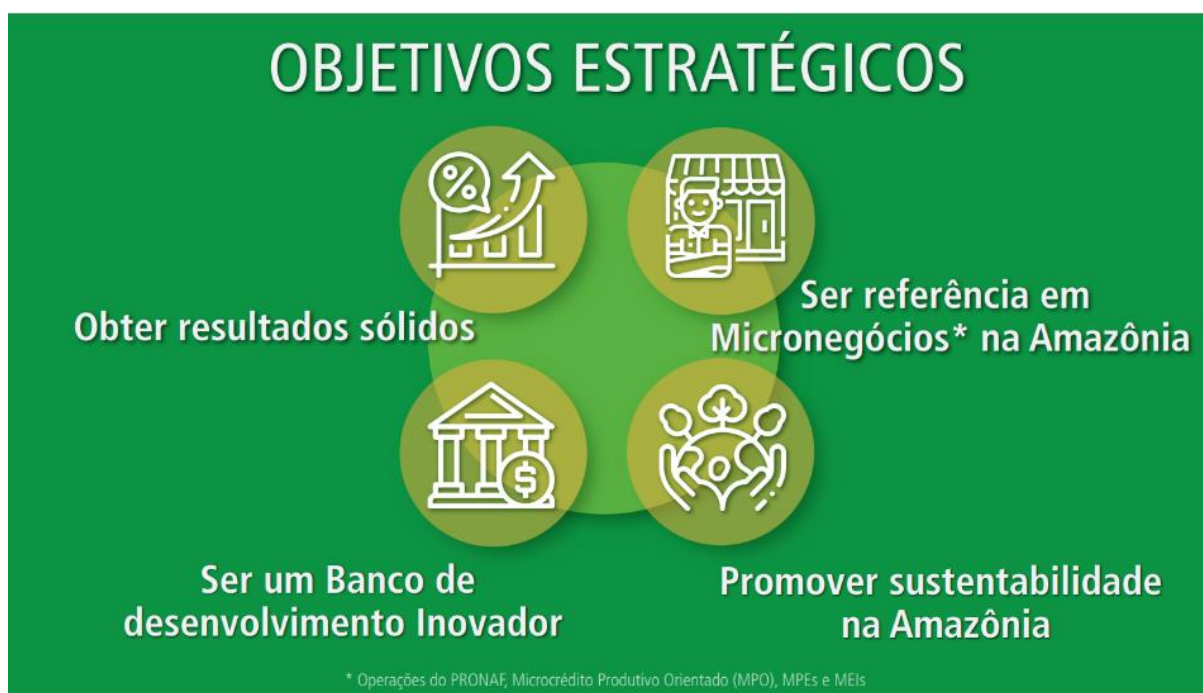 OBJETIVOS ESTRATÉGICOS
%
Obter resultados sólidos
Ser referência em
Micronegócios* na Amazônia
$
Ser um Banco de
desenvolvimento Inovador
Promover sustentabilidade
na Amazônia
* Operações do PRONAF, Microcrédito Produtivo Orientado (MPO), MPEs e MEIs